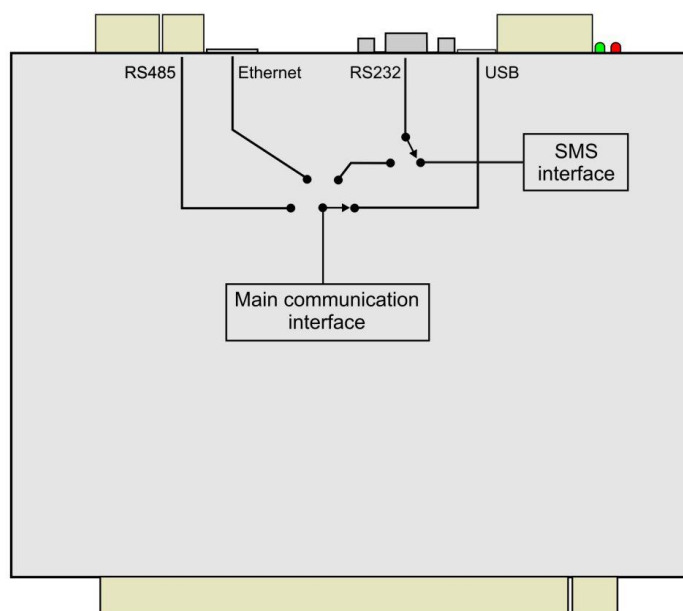 RS485
Ethernet
RS232
USB
SMS
interface
Main communication
interface